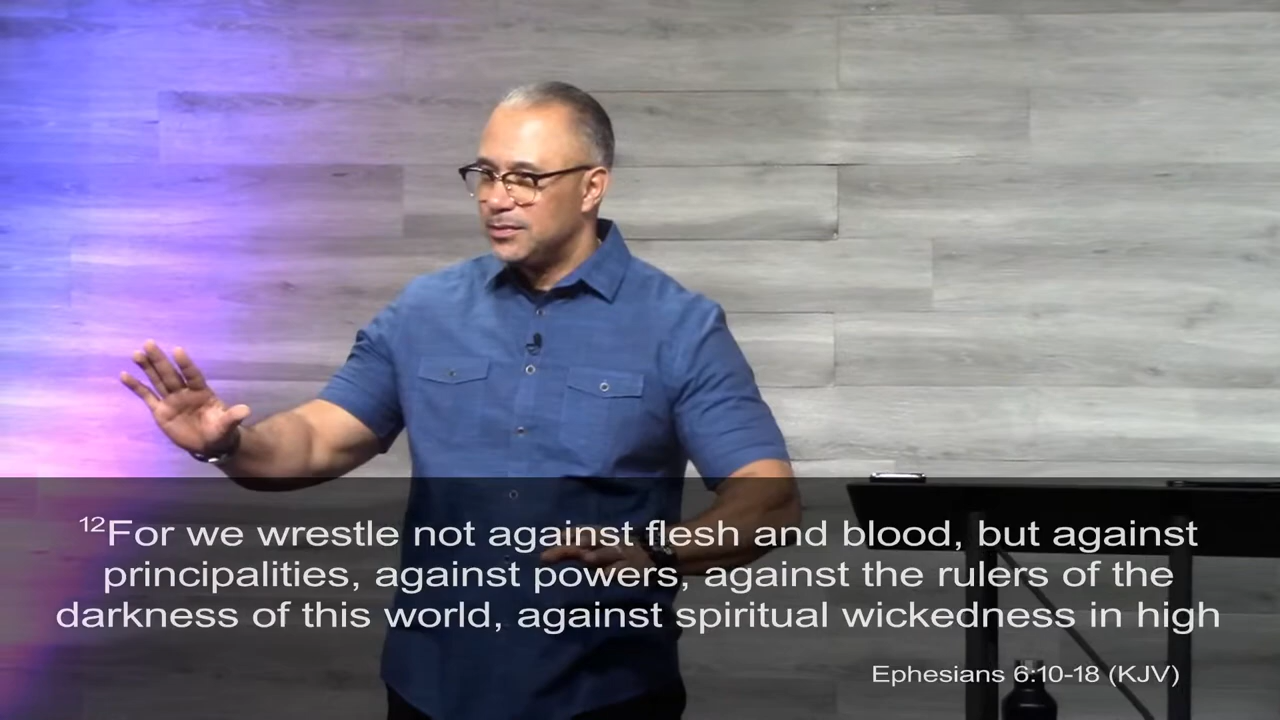 ¹²For we wrestle not against flesh and blood, but against
principalities, against powers, against the rulers of the
darkness of this world, against spiritual wickedness in high
Ephesians 6:10-18 (KJV)